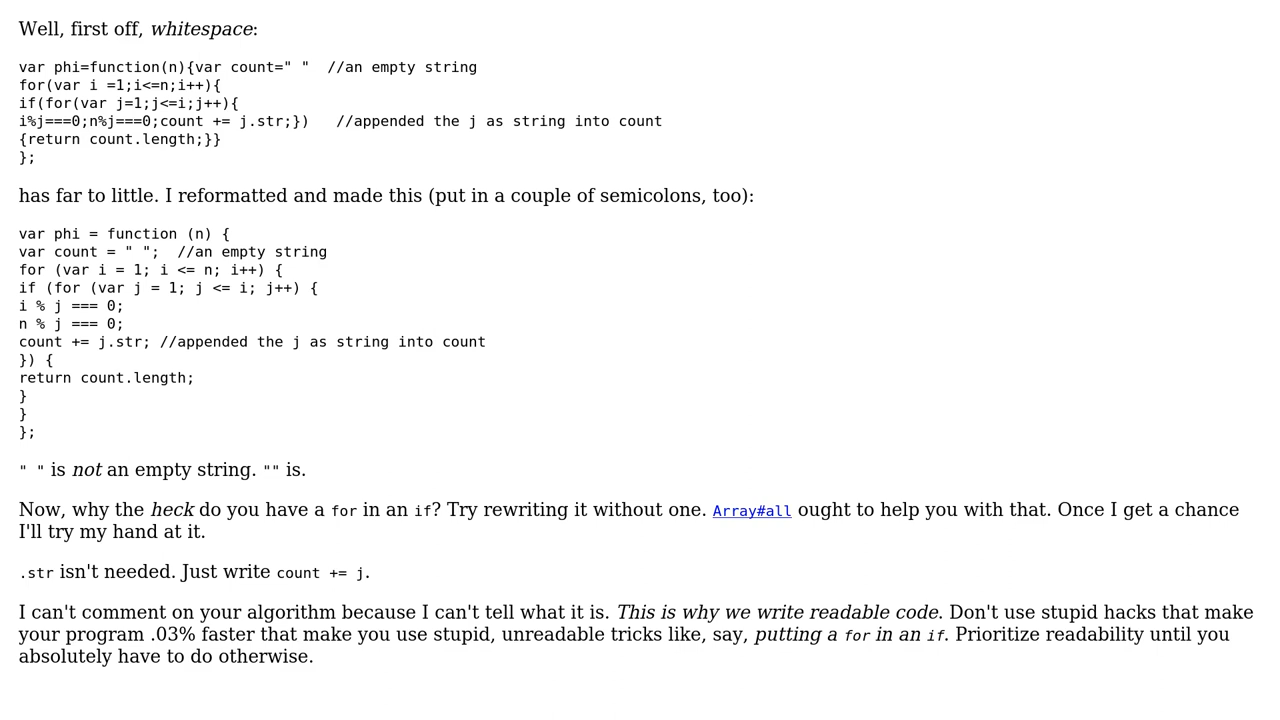 Well, first off, whitespace:
var phi=function(n){var count=" "  //an empty string
for(var i =1;i<=n;i++){
if(for(var j=1;j<=i;j++){
i%j===0;n%j===0;count += j.str;})   //appended the j as string into count
{return count.length;}}
};
has far to little. I reformatted and made this (put in a couple of semicolons, too):
var phi = function (n) {
var count = " ";  //an empty string
for (var i = 1; i <= n; i++) {
if (for (var j = 1; j <= i; j++) {
i % j === 0;
n % j === 0;
count += j.str; //appended the j as string into count
}) {
return count.length;
}
}
};
" " is not an empty string. "" is.
Now, why the heck do you have a for in an if? Try rewriting it without one. Array#all ought to help you with that. Once I get a chance
I'll try my hand at it.
.str isn't needed. Just write count += j.
I can't comment on your algorithm because I can't tell what it is. This is why we write readable code. Don't use stupid hacks that make
your program .03% faster that make you use stupid, unreadable tricks like, say, putting a for in an if. Prioritize readability until you
absolutely have to do otherwise.